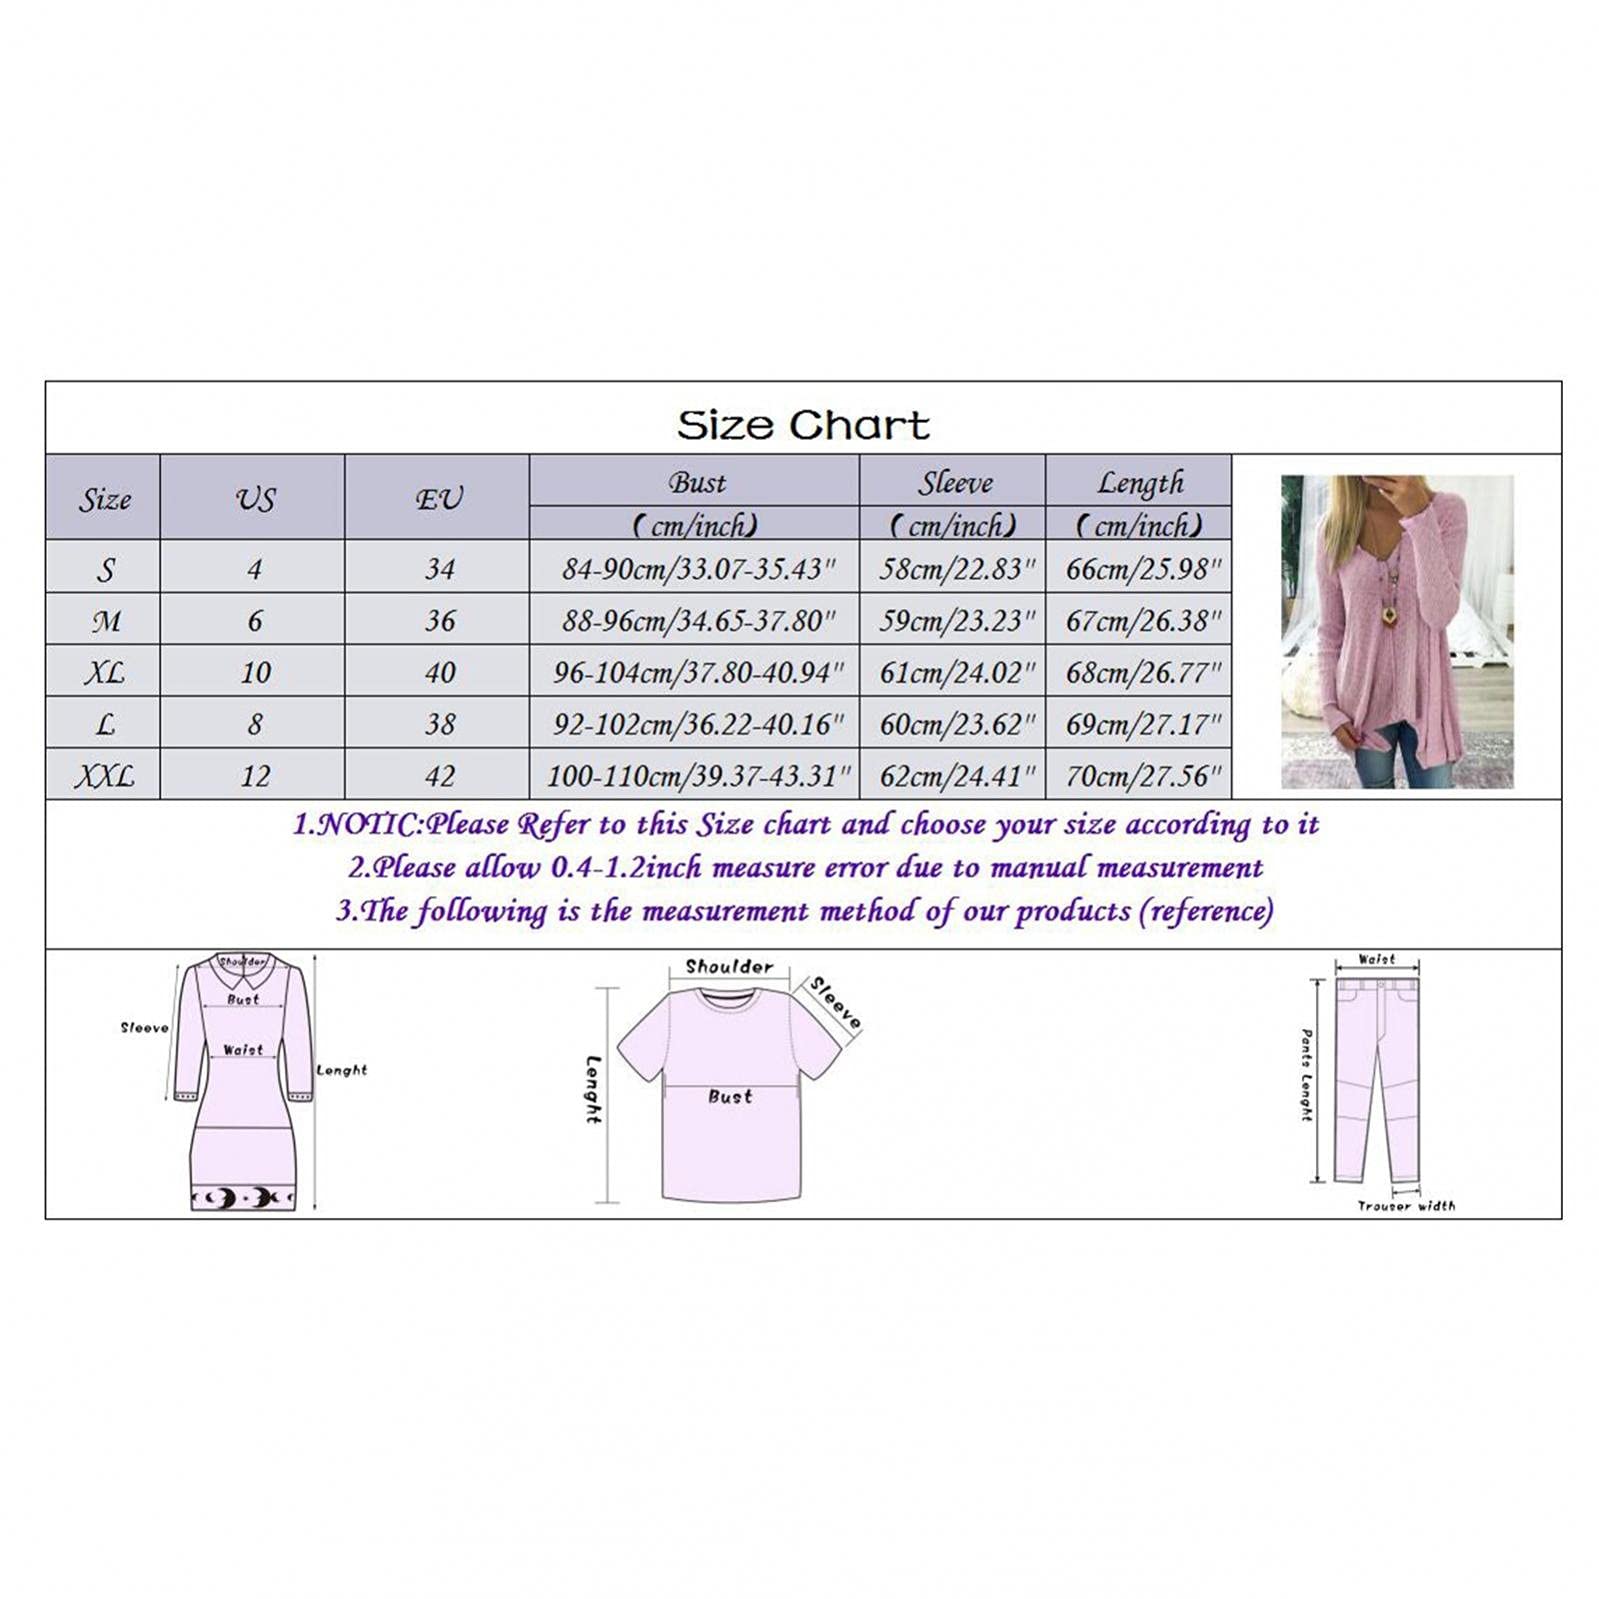 Size Chart
Size US EU Bust Sleeve Length
( cm/inch) ( cm/inch) ( cm/inch)
S 4 34 84-90cm/33.07-35.43" 58cm/22.83" 66cm/25.98"
M 6 36 88-96cm/34.65-37.80" 59cm/23.23" 67cm/26.38"
XL 10 40 96-104cm/37.80-40.94" 61cm/24.02" 68cm/26.77"
L 8 38 92-102cm/36.22-40.16" 60cm/23.62" 69cm/27.17"
XXL 12 42 100-110cm/39.37-43.31" 62cm/24.41" 70cm/27.56"
1.NOTIC:Please Refer to this Size chart and choose your size according to it
2.Please allow 0.4-1.2inch measure error due to manual measurement
3.The following is the measurement method of our products (reference)
Shoulder
Bust
Sleeve
Waist
Lenght
Shoulder
Sleeve
Lenght
Bust
Waist
Pants Lenght
Trouser width